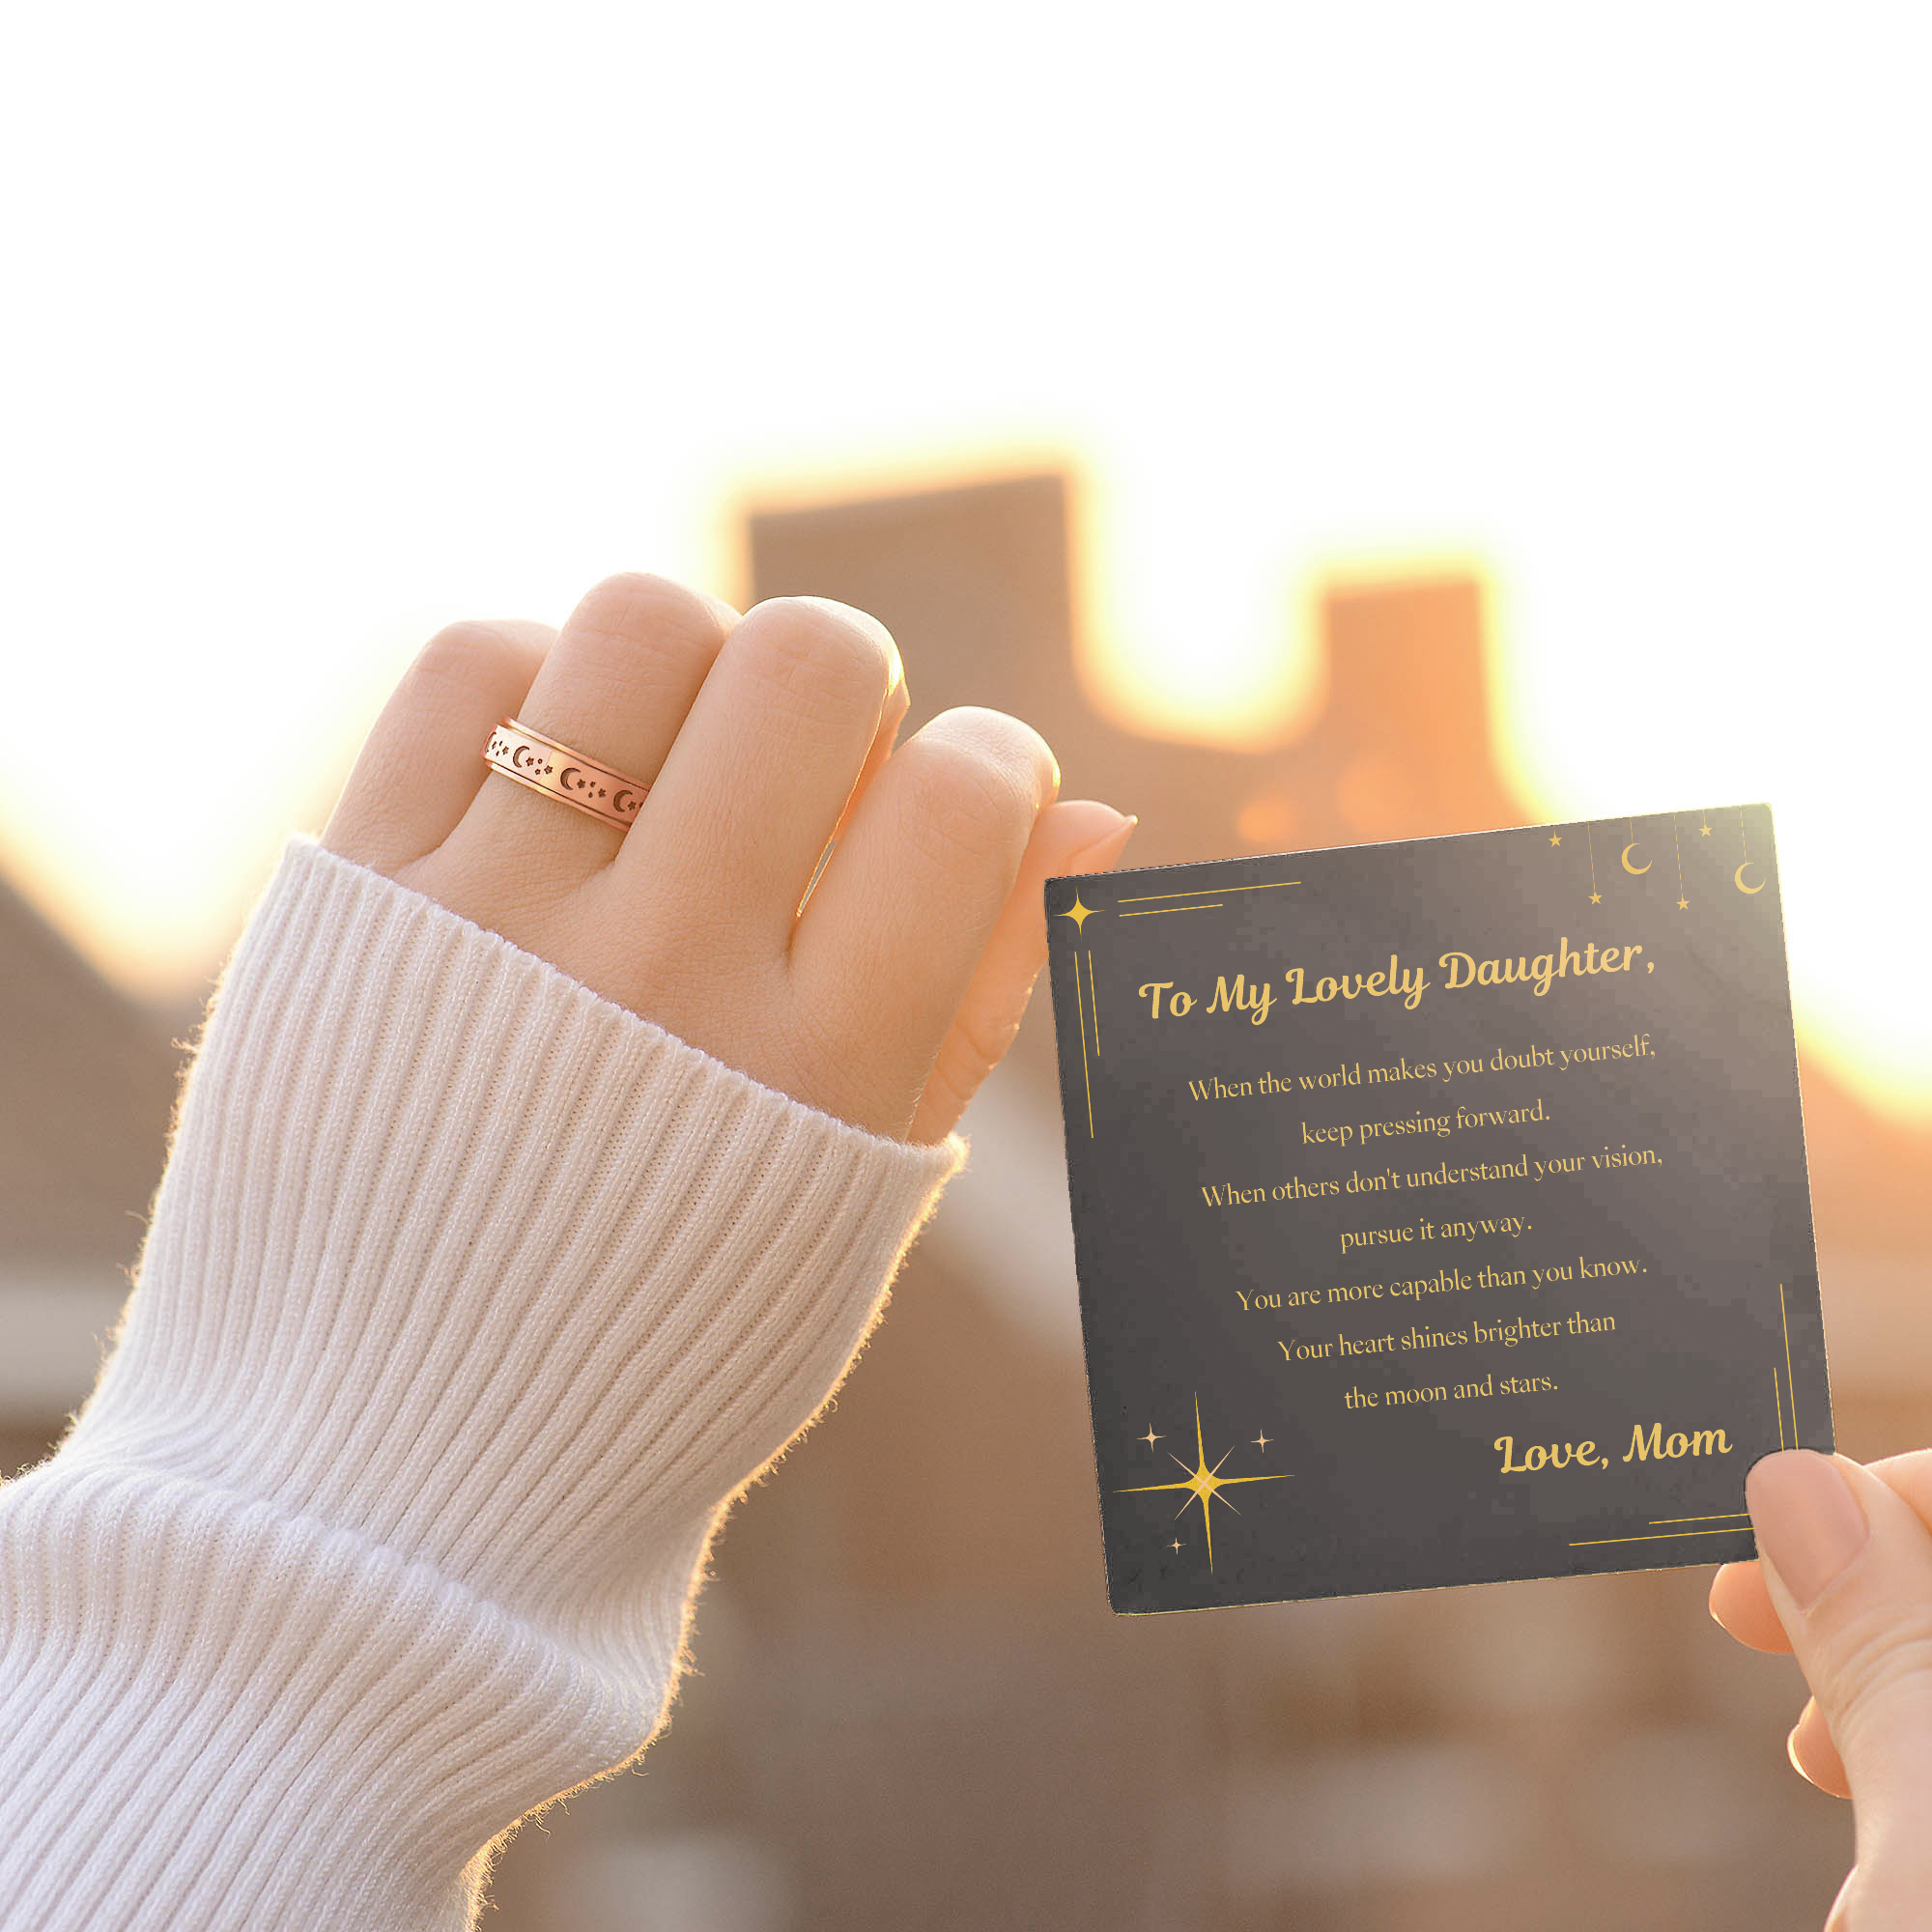 To My Lovely Daughter,
When the world makes you doubt yourself,
keep pressing forward.
When others don't understand your vision,
pursue it anyway.
You are more capable than you know.
Your heart shines brighter than
the moon and stars.
Love, Mom